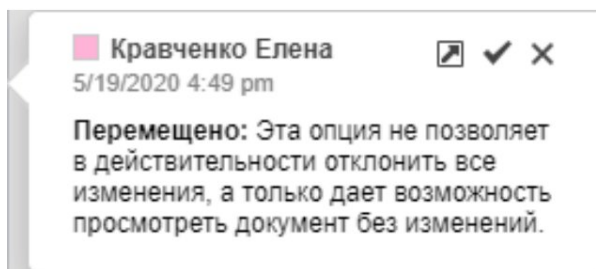 Кравченко Елена
5/19/2020 4:49 pm
Перемещено: Эта опция не позволяет
в действительности отклонить все
изменения, а только дает возможность
просмотреть документ без изменений.